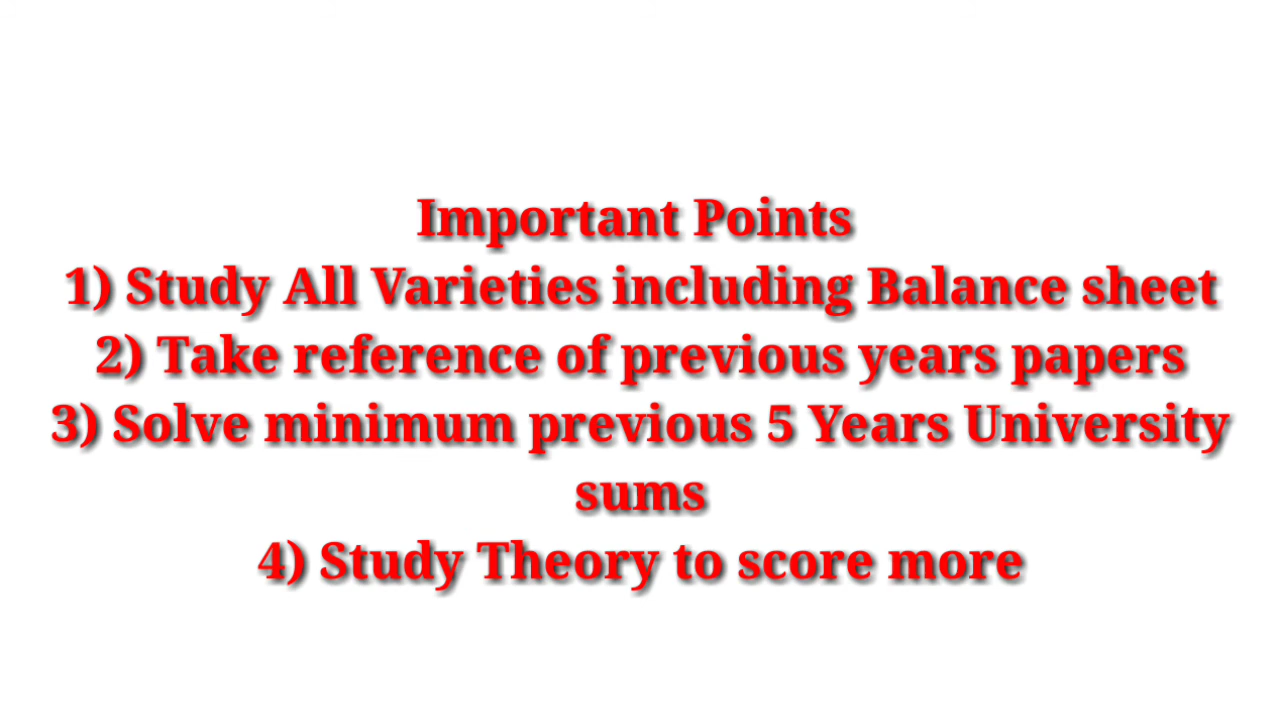 Important Points
1) Study All Varieties including Balance sheet
2) Take reference of previous years papers
3) Solve minimum previous 5 Years University
sums
4) Study Theory to score more